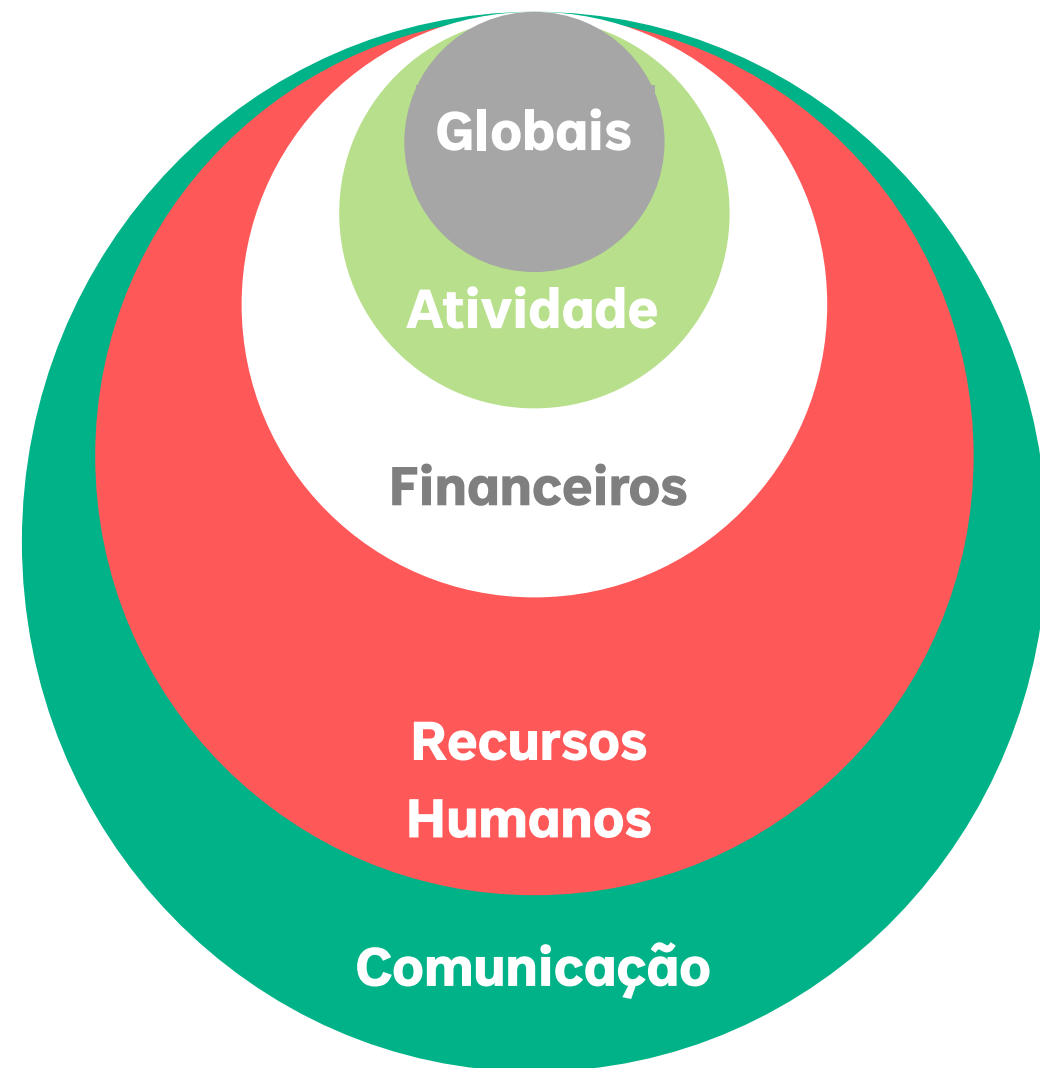 Globais
Atividade
Financeiros
Recursos
Humanos
Comunicação